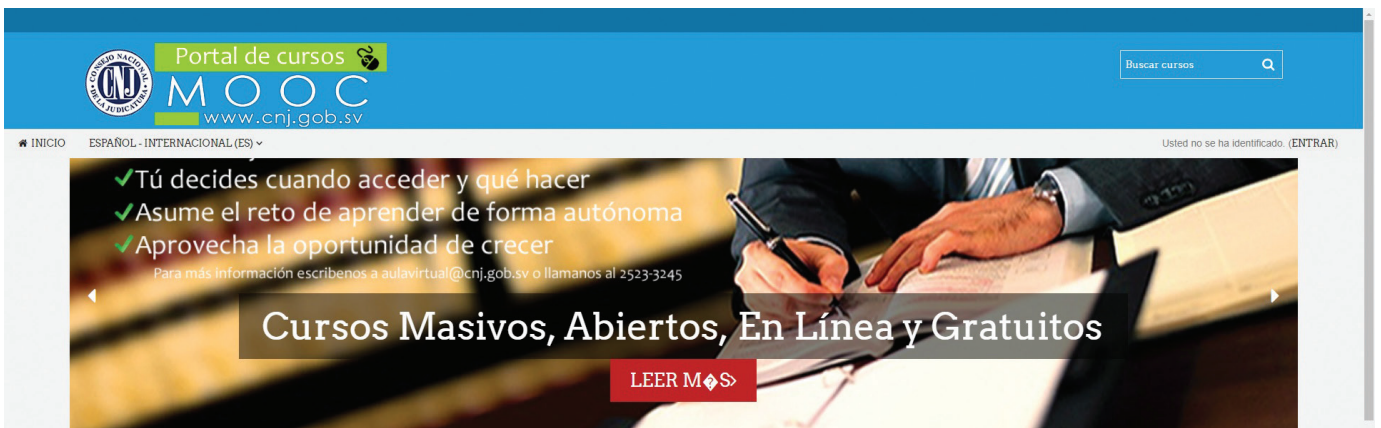 CONSEJO NACIONAL
DE LA JUDICATURA
CNJ
Portal de cursos
MOOC
www.cnj.gob.sv
Buscar cursos
INICIO
ESPAÑOL - INTERNACIONAL (ES)
Usted no se ha identificado. (ENTRAR)
Tú decides cuando acceder y qué hacer
Asume el reto de aprender de forma autónoma
Aprovecha la oportunidad de crecer
Para más información escribenos a aulavirtual@cnj.gob.sv o llamanos al 2523-3245
Cursos Masivos, Abiertos, En Línea y Gratuitos
LEER M�S